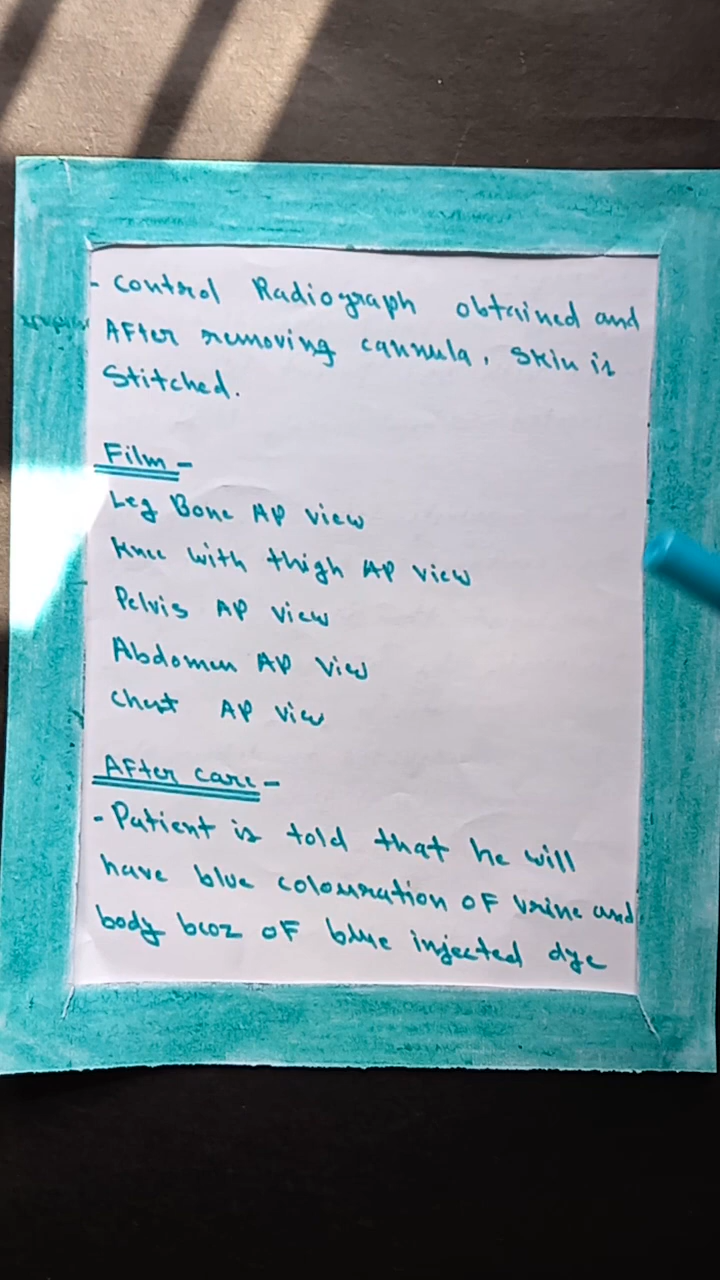 - Control Radiograph obtained and
After removing cannula, skin is
Stitched.
Film -
Leg Bone AP view
Knee with thigh AP view
Pelvis AP view
Abdomen AP view
Chest AP view
After care -
- Patient is told that he will
have blue colouration of urine and
body bcoz of blue injected dye